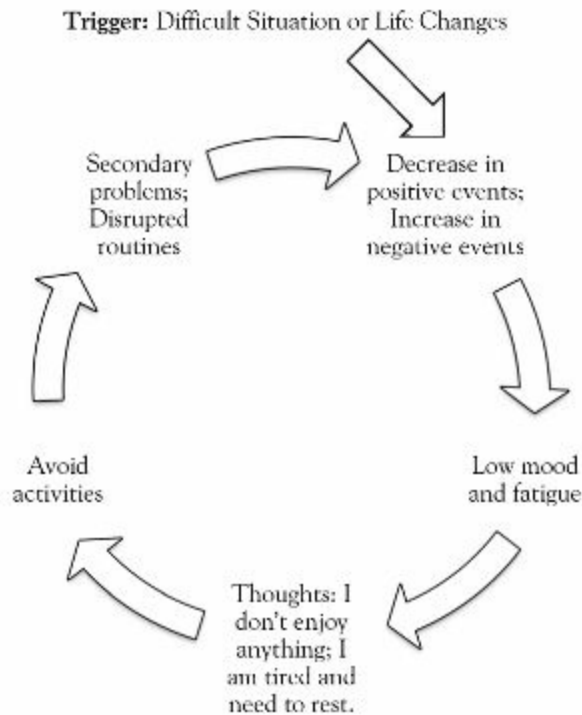 Trigger: Difficult Situation or Life Changes
Secondary
problems;
Disrupted
routines
Decrease in
positive events;
Increase in
negative events
Avoid
activities
Low mood
and fatigue
Thoughts: I
don't enjoy
anything; I
am tired and
need to rest.